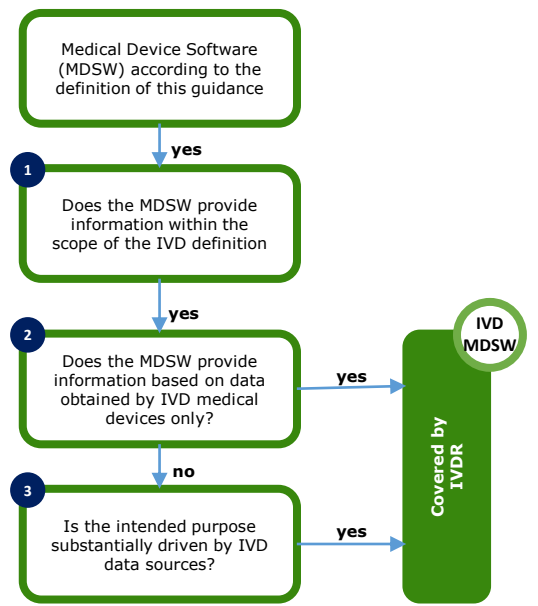 Medical Device Software
(MDSW) according to the
definition of this guidance
yes
1
Does the MDSW provide
information within the
scope of the IVD definition
yes
2
Does the MDSW provide
information based on data
obtained by IVD medical
devices only?
yes
IVD
MDSW
Covered by
IVDR
no
3
Is the intended purpose
substantially driven by IVD
data sources?
yes